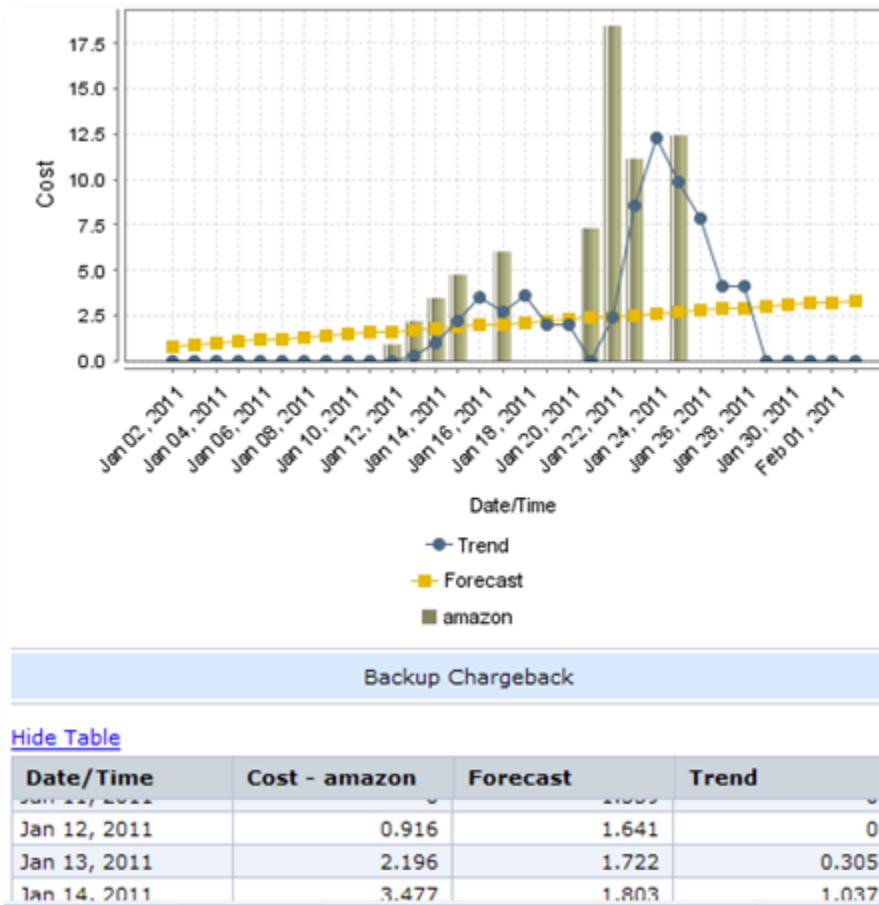 17.5
15.0
12.5
10.0
7.5
5.0
2.5
0.0
Cost
Jan 02, 2011
Jan 04, 2011
Jan 06, 2011
Jan 08, 2011
Jan 10, 2011
Jan 12, 2011
Jan 14, 2011
Jan 16, 2011
Jan 18, 2011
Jan 20, 2011
Jan 22, 2011
Jan 24, 2011
Jan 26, 2011
Jan 28, 2011
Jan 30, 2011
Feb 01, 2011
Date/Time
Trend
Forecast
amazon
Backup Chargeback
Hide Table
Date/Time Cost - amazon Forecast Trend
Jan 12, 2011 0.916 1.641 0
Jan 13, 2011 2.196 1.722 0.305
Jan 14, 2011 3.477 1.803 1.037